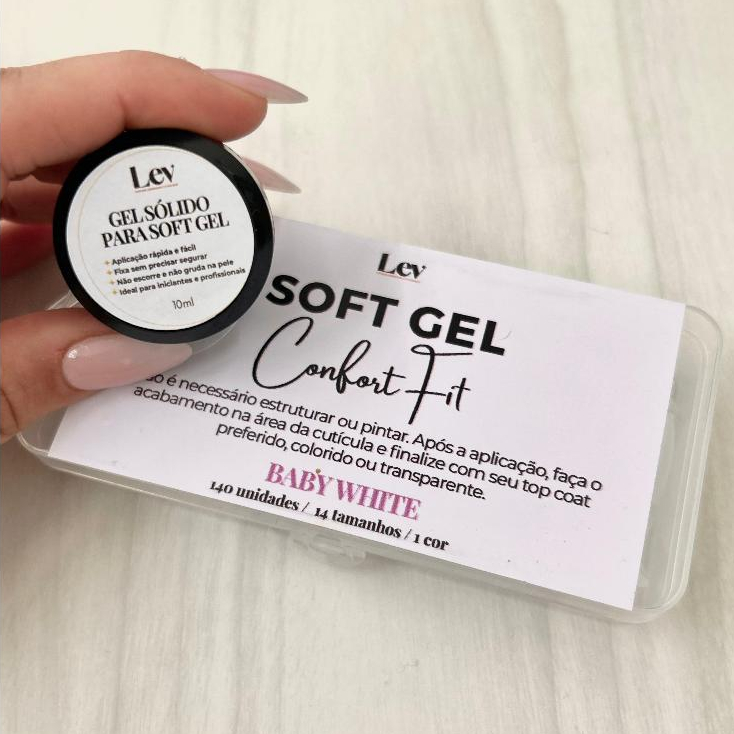 Lev
GEL SÓLIDO
PARA SOFT GEL
Aplicação rápida e fácil
Fixa sem precisar segurar
Não escorre e não gruda na pele
Ideal para iniciantes e profissionais
10ml
Lev
SOFT GEL
Confort Fit
é necessário estruturar ou pintar. Após a aplicação, faça o
acabamento na área da cutícula e finalize com seu top coat
preferido, colorido ou transparente.
BABY WHITE
140 unidades / 14 tamanhos / 1 cor